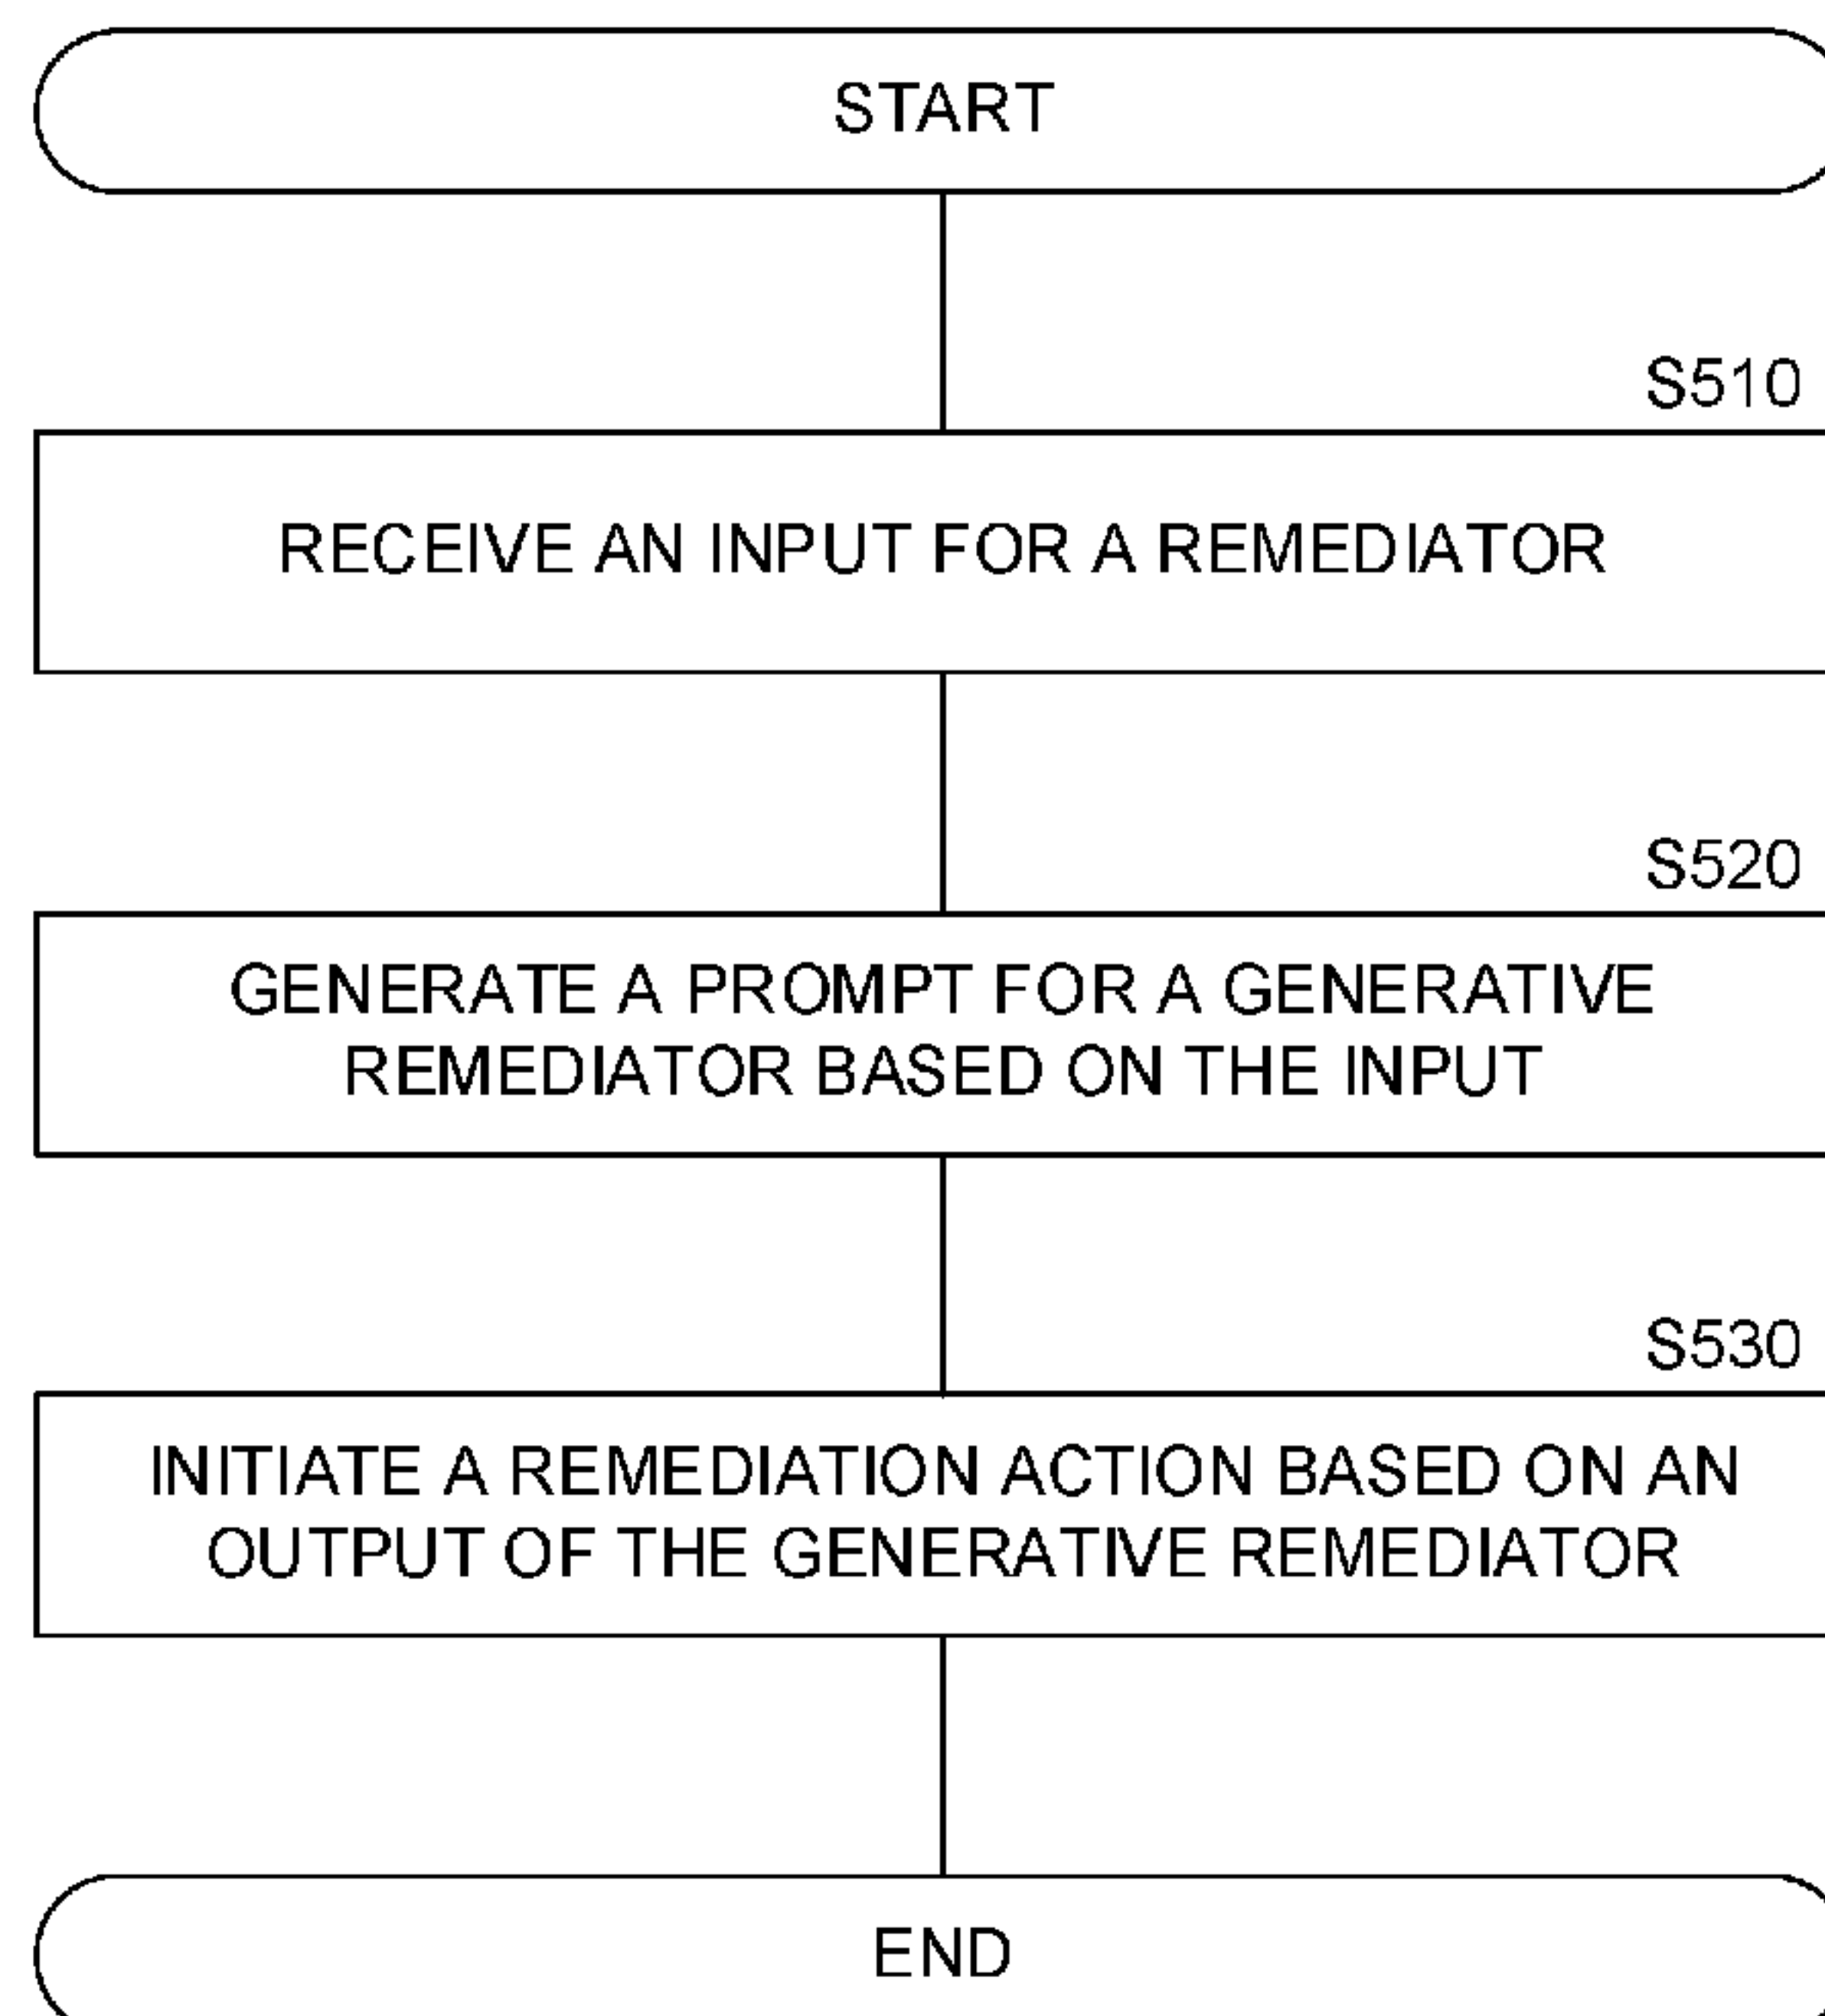 START
S510
RECEIVE AN INPUT FOR A REMEDIATOR
S520
GENERATE A PROMPT FOR A GENERATIVE
REMEDIATOR BASED ON THE INPUT
S530
INITIATE A REMEDIATION ACTION BASED ON AN
OUTPUT OF THE GENERATIVE REMEDIATOR
END